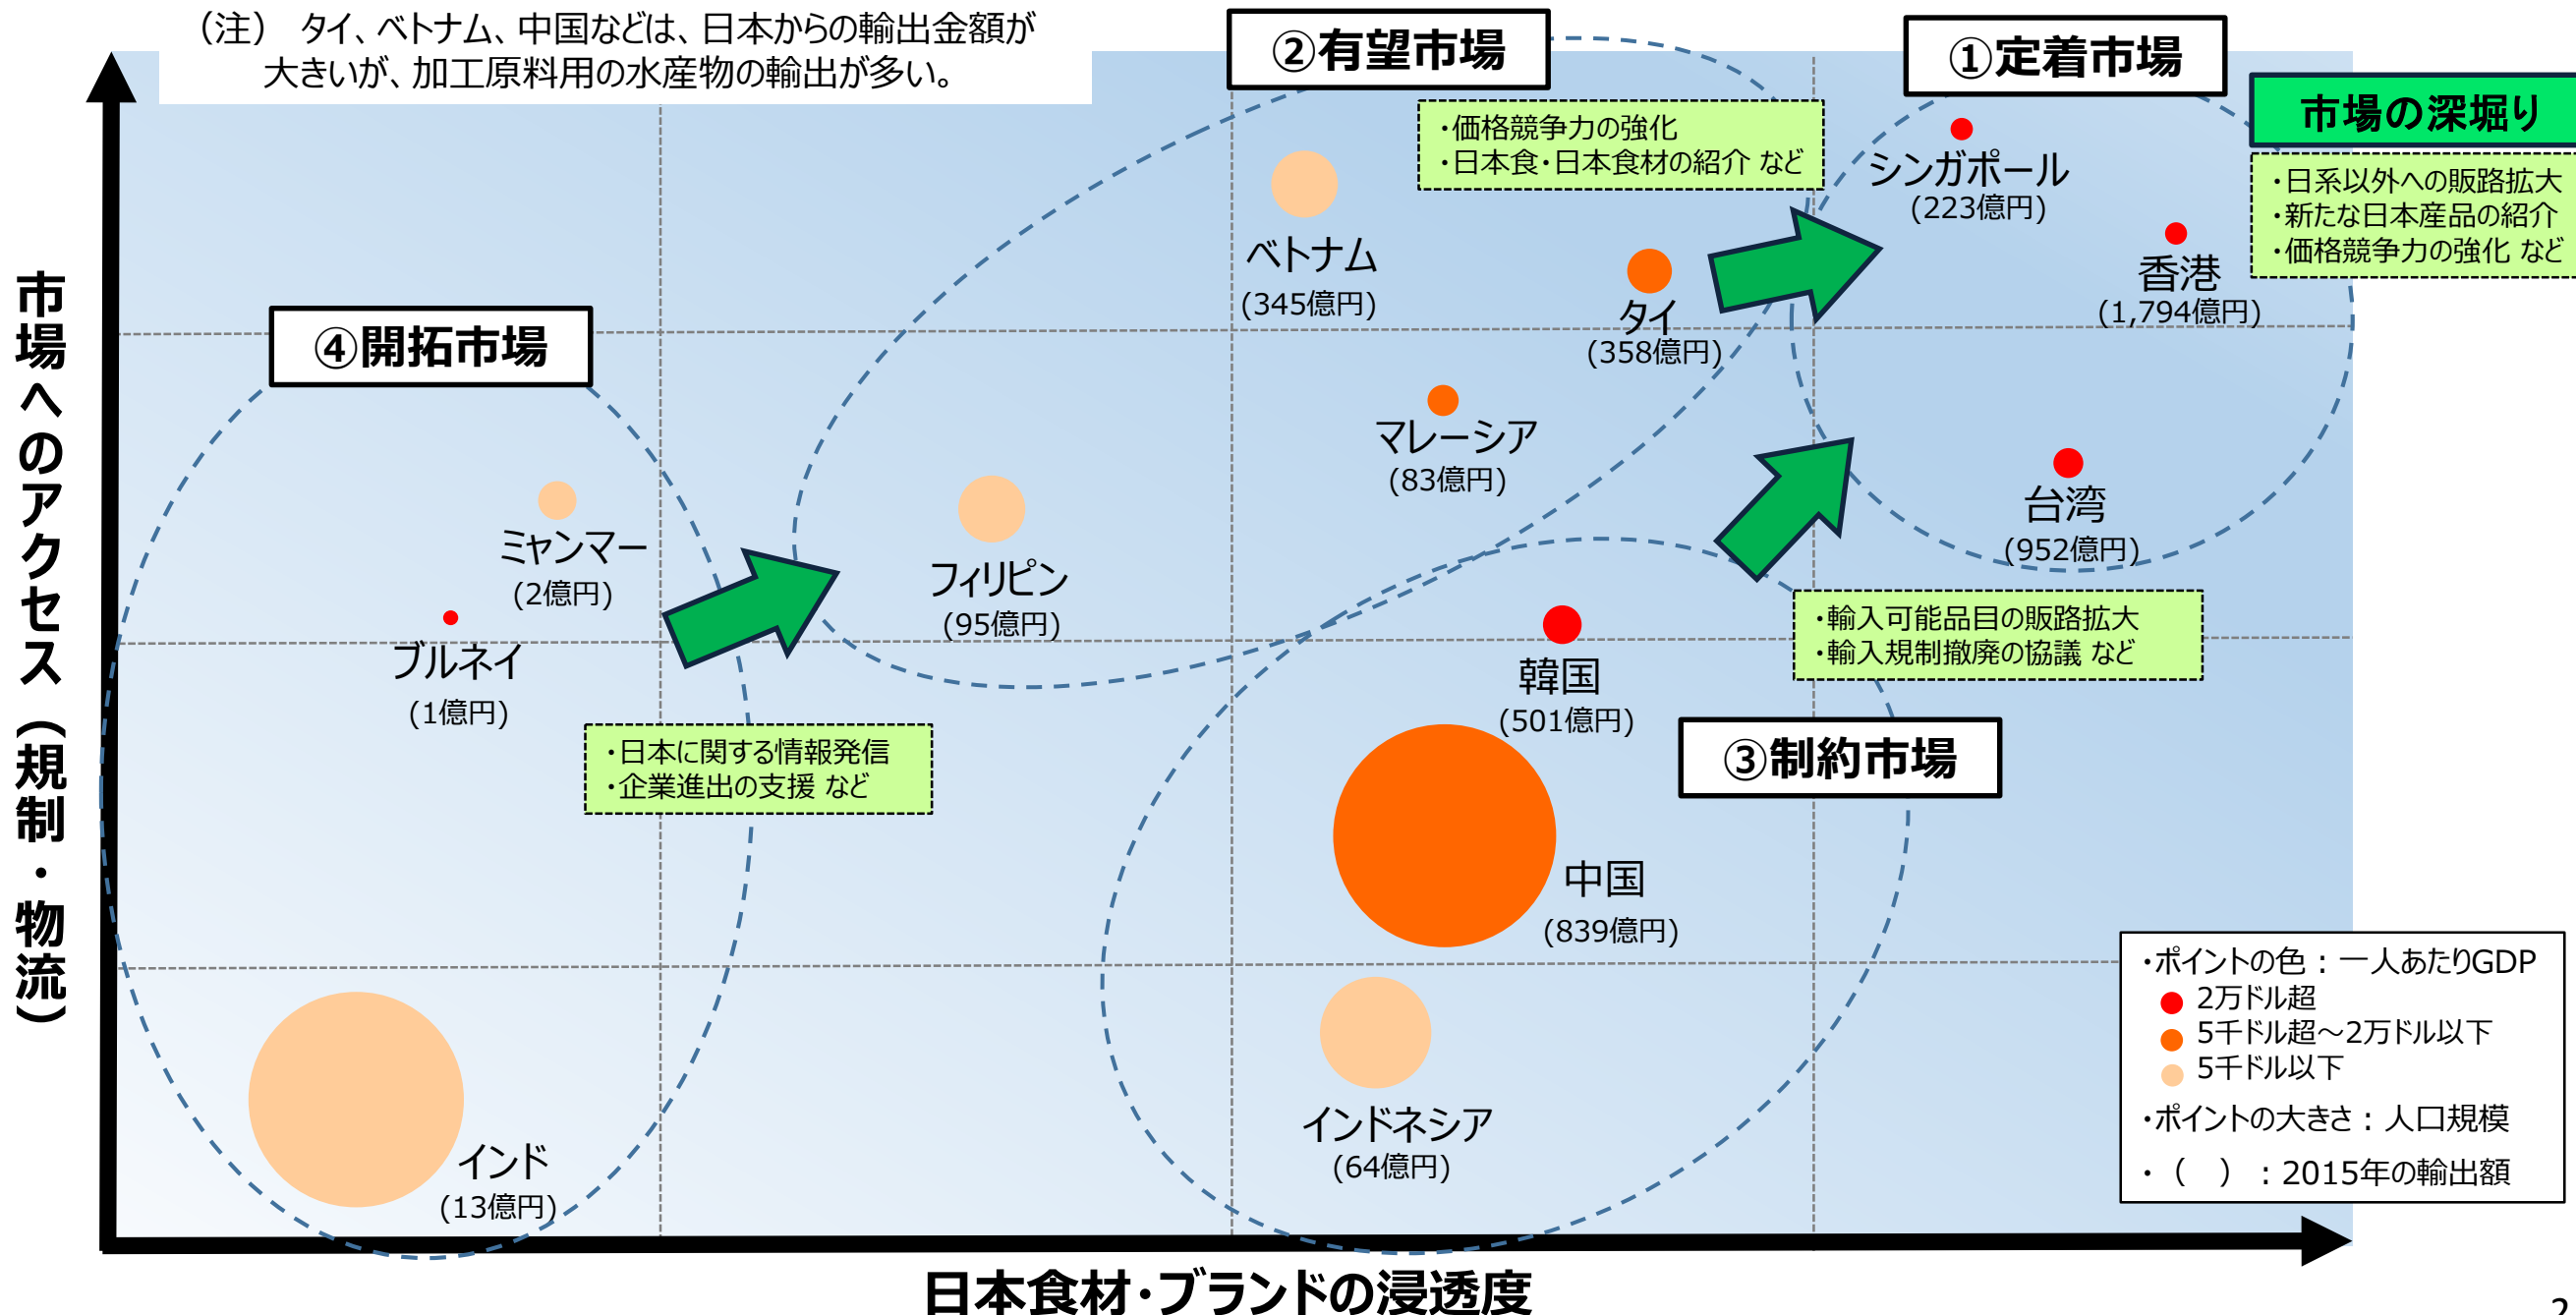 （注）　タイ、ベトナム、中国などは、日本からの輸出金額が
大きいが、加工原料用の水産物の輸出が多い。
②有望市場
①定着市場
市場の深堀り
・価格競争力の強化
・日本食・日本食材の紹介 など
・日系以外への販路拡大
・新たな日本産品の紹介
・価格競争力の強化 など
シンガポール
(223億円)
香港
(1,794億円)
ベトナム
(345億円)
タイ
(358億円)
④開拓市場
マレーシア
(83億円)
台湾
(952億円)
ミャンマー
(2億円)
フィリピン
(95億円)
ブルネイ
(1億円)
・輸入可能品目の販路拡大
・輸入規制撤廃の協議 など
韓国
(501億円)
③制約市場
・日本に関する情報発信
・企業進出の支援 など
中国
(839億円)
インドネシア
(64億円)
インド
(13億円)
・ポイントの色：一人あたりGDP
2万ドル超
5千ドル超～2万ドル以下
5千ドル以下
・ポイントの大きさ：人口規模
・（　）：2015年の輸出額
市場へのアクセス（規制・物流）
日本食材・ブランドの浸透度
2